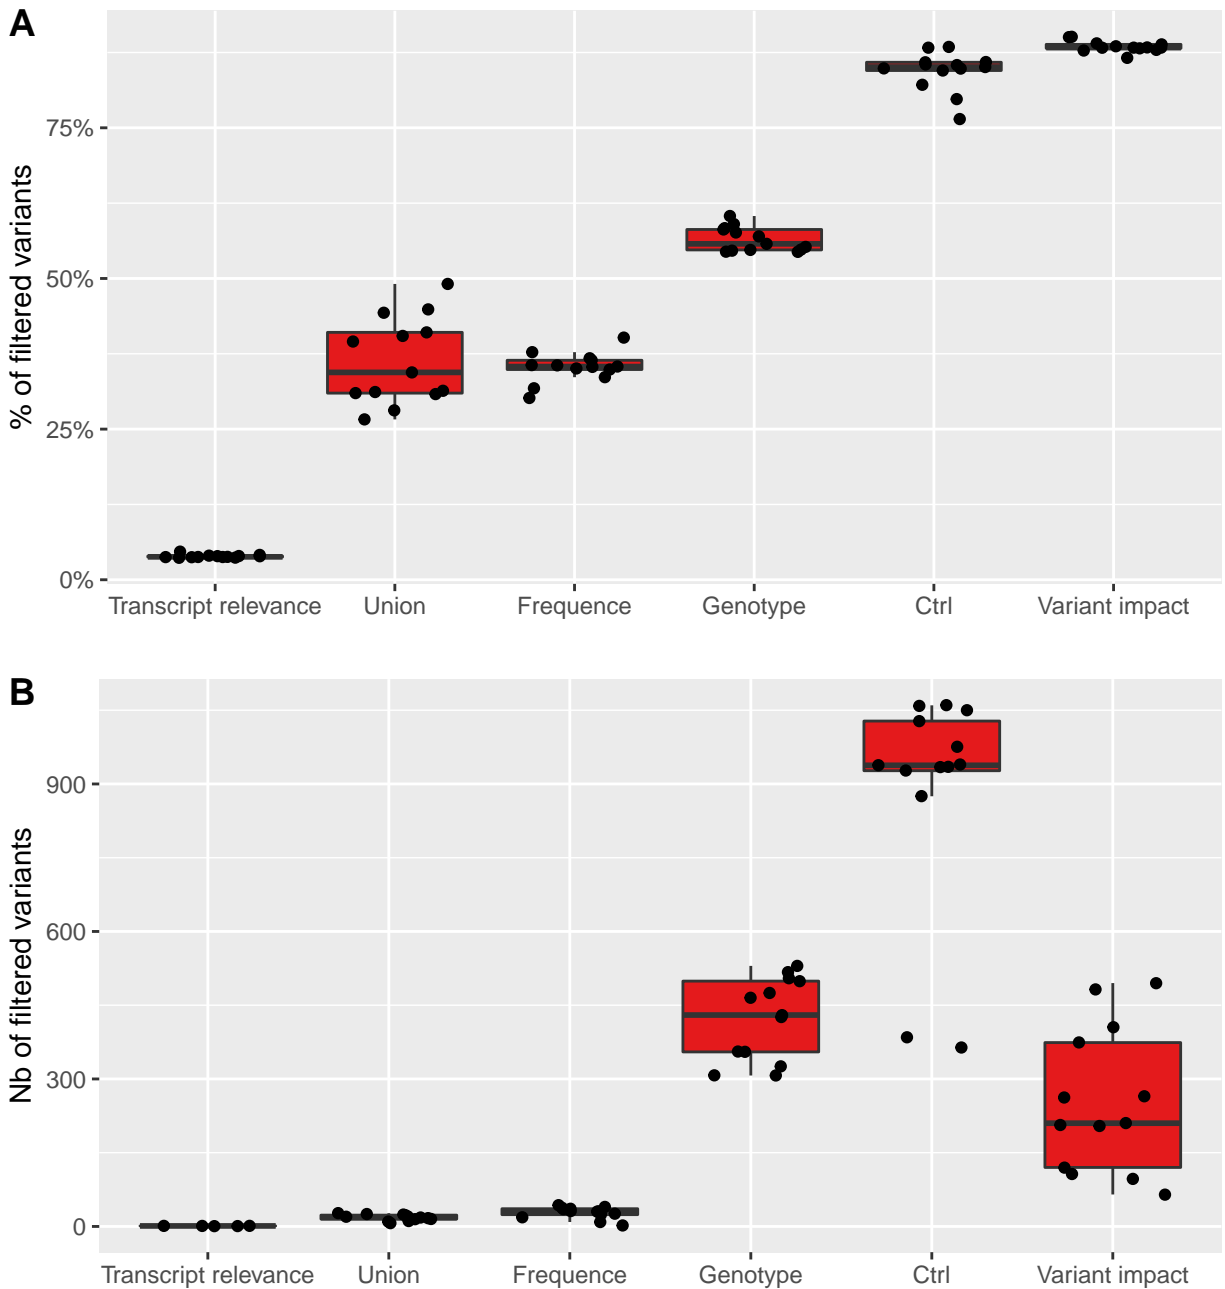 A
% of filtered variants
75%
50%
25%
0%
Transcript relevance Union Frequence Genotype Ctrl Variant impact
B
Nb of filtered variants
900
600
300
0
Transcript relevance Union Frequence Genotype Ctrl Variant impact